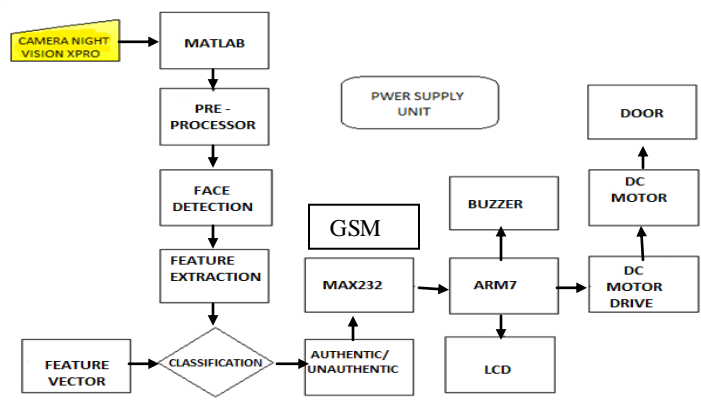 CAMERA NIGHT
VISION XPRO
MATLAB
PRE -
PROCESSOR
FACE
DETECTION
FEATURE
EXTRACTION
CLASSIFICATION
FEATURE
VECTOR
AUTHENTIC/
UNAUTHENTIC
MAX232
GSM
PWER SUPPLY
UNIT
BUZZER
ARM7
LCD
DC
MOTOR
DRIVE
DC
MOTOR
DOOR